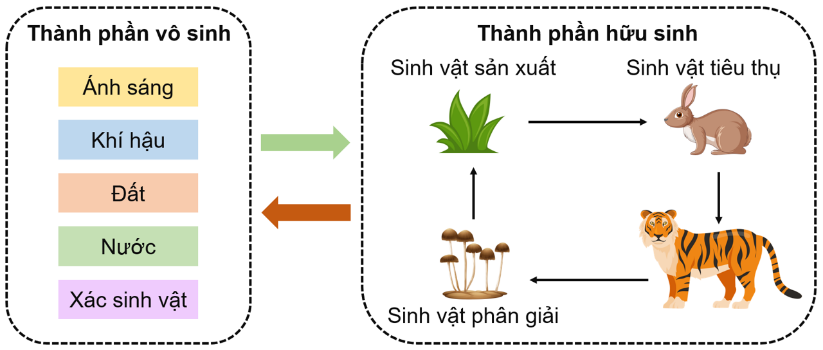 Thành phần vô sinh
Ánh sáng
Khí hậu
Đất
Nước
Xác sinh vật
Thành phần hữu sinh
Sinh vật sản xuất
Sinh vật tiêu thụ
Sinh vật phân giải